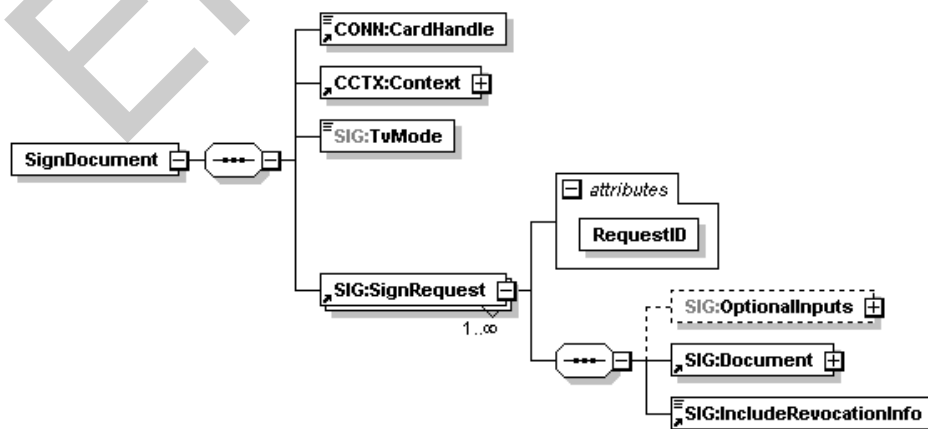 CONN:CardHandle
CCTX:Context
SIG:TvMode
SignDocument
attributes
RequestID
SIG:SignRequest
1..∞
SIG:OptionalInputs
SIG:Document
SIG:IncludeRevocationInfo